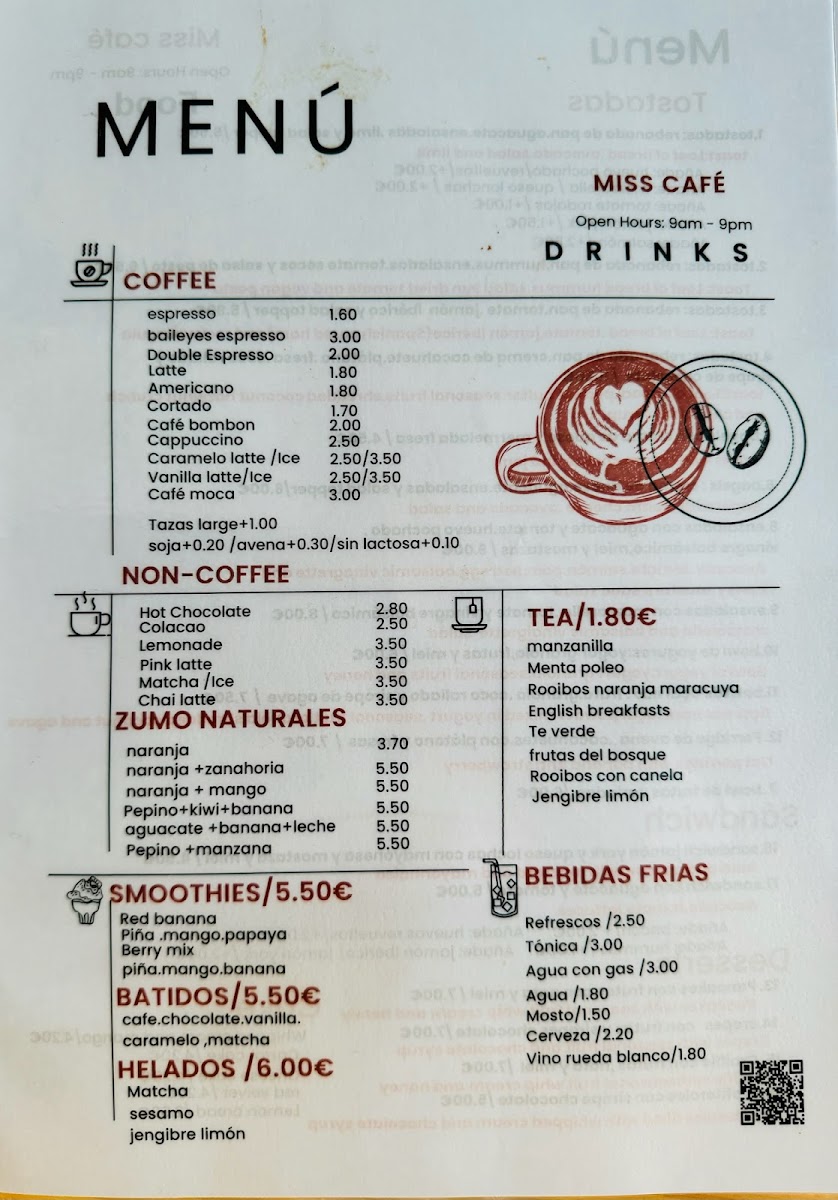 MENÚ
MISS CAFÉ
Open Hours: 9am - 9pm
DRINKS
COFFEE
espresso 1.60
baileyes espresso 3.00
Double Espresso 2.00
Latte 1.80
Americano 1.80
Cortado 1.70
Café bombon 2.00
Cappuccino 2.50
Caramelo latte /Ice 2.50/3.50
Vanilla latte/Ice 2.50/3.50
Café moca 3.00
Tazas large+1.00
soja+0.20 /avena+0.30/sin lactosa+0.10
NON-COFFEE
Hot Chocolate 2.80
Colacao 2.50
Lemonade 3.50
Pink latte 3.50
Matcha /Ice 3.50
Chai latte 3.50
ZUMO NATURALES
naranja 3.70
naranja +zanahoria 5.50
naranja + mango 5.50
Pepino+kiwi+banana 5.50
aguacate +banana+leche 5.50
Pepino +manzana 5.50
TEA/1.80€
manzanilla
Menta poleo
Rooibos naranja maracuya
English breakfasts
Te verde
frutas del bosque
Rooibos con canela
Jengibre limón
SMOOTHIES/5.50€
Red banana
Piña .mango.papaya
Berry mix
piña.mango.banana
BATIDOS/5.50€
cafe.chocolate.vanilla.
caramelo ,matcha
HELADOS /6.00€
Matcha
sesamo
jengibre limón
BEBIDAS FRIAS
Refrescos /2.50
Tónica /3.00
Agua con gas /3.00
Agua /1.80
Mosto/1.50
Cerveza /2.20
Vino rueda blanco/1.80